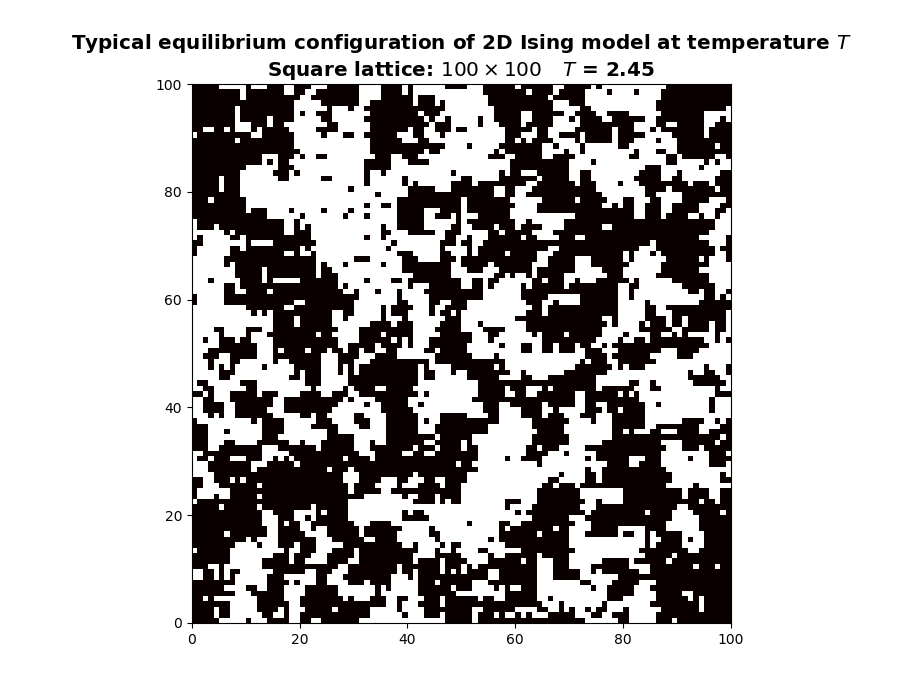 Typical equilibrium configuration of 2D Ising model at temperature T
Square lattice: 100 × 100 T = 2.45
100
80
60
40
20
0
0 20 40 60 80 100